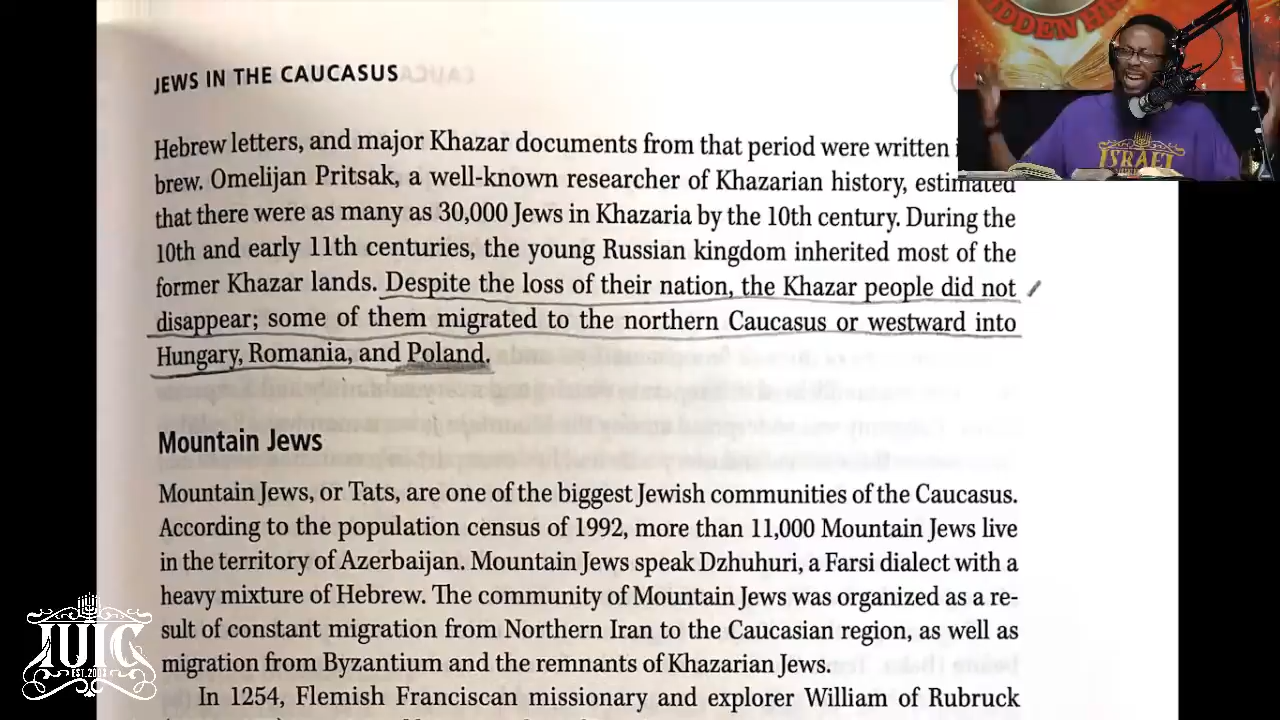 JEWS IN THE CAUCASUS
Hebrew letters, and major Khazar documents from that period were written
brew. Omelijan Pritsak, a well-known researcher of Khazarian history, estimated
that there were as many as 30,000 Jews in Khazaria by the 10th century. During the
10th and early 11th centuries, the young Russian kingdom inherited most of the
former Khazar lands. Despite the loss of their nation, the Khazar people did not
disappear; some of them migrated to the northern Caucasus or westward into
Hungary, Romania, and Poland.
Mountain Jews
Mountain Jews, or Tats, are one of the biggest Jewish communities of the Caucasus.
According to the population census of 1992, more than 11,000 Mountain Jews live
in the territory of Azerbaijan. Mountain Jews speak Dzhuhuri, a Farsi dialect with a
heavy mixture of Hebrew. The community of Mountain Jews was organized as a re-
sult of constant migration from Northern Iran to the Caucasian region, as well as
migration from Byzantium and the remnants of Khazarian Jews.
In 1254, Flemish Franciscan missionary and explorer William of Rubruck
ISRAEL
IUIC
EST. 2003